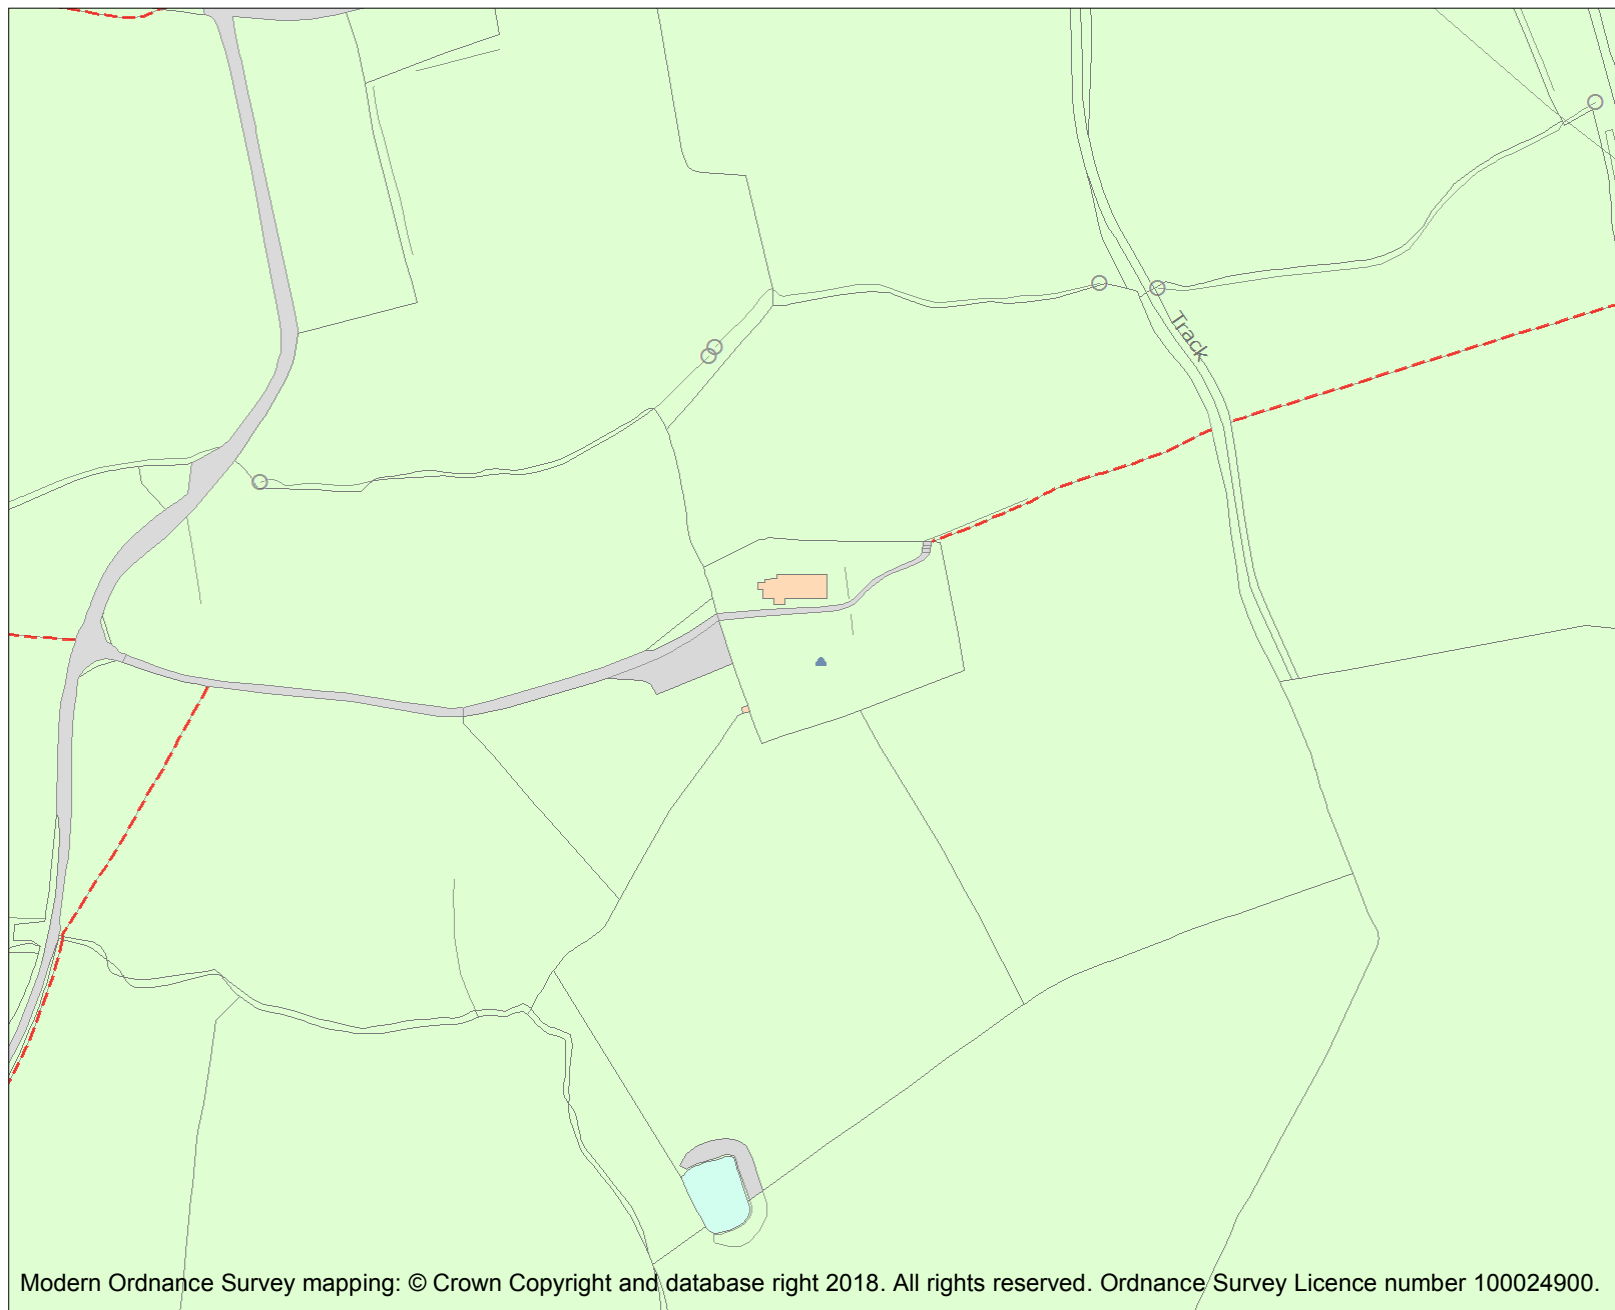 Track
Modern Ordnance Survey mapping: © Crown Copyright and database right 2018. All rights reserved. Ordnance Survey Licence number 100024900.